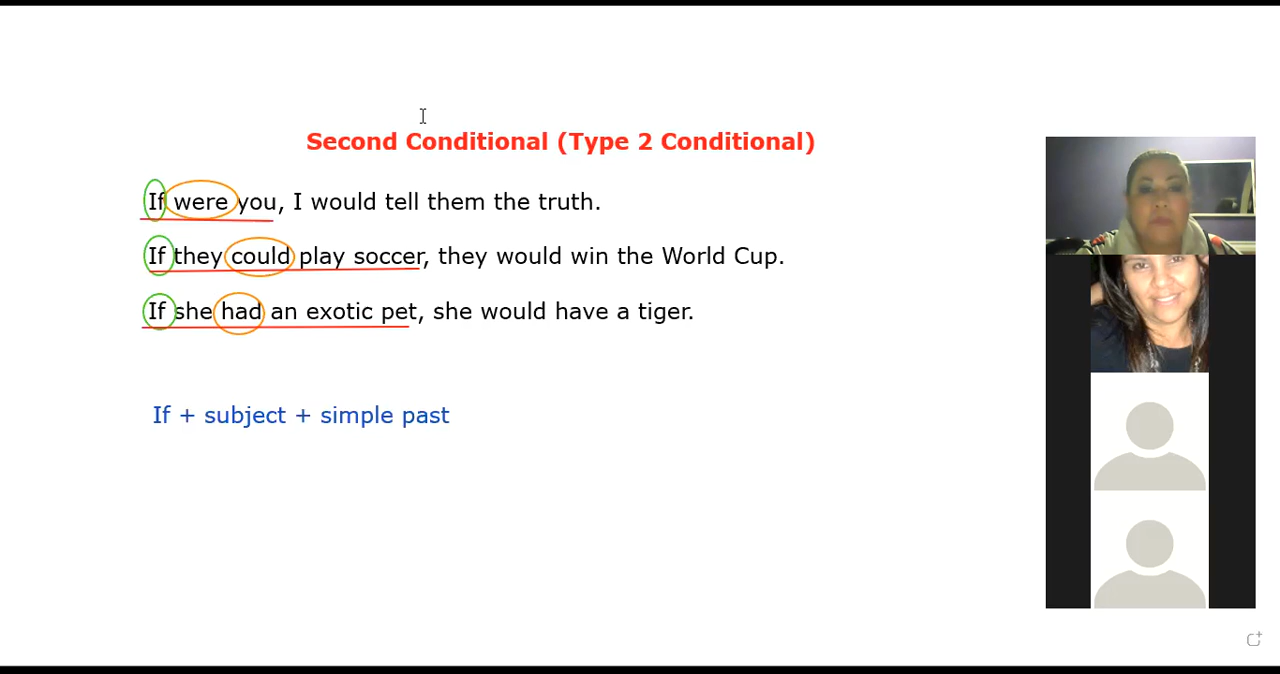 Second Conditional (Type 2 Conditional)
If were you, I would tell them the truth.
If they could play soccer, they would win the World Cup.
If she had an exotic pet, she would have a tiger.
If + subject + simple past